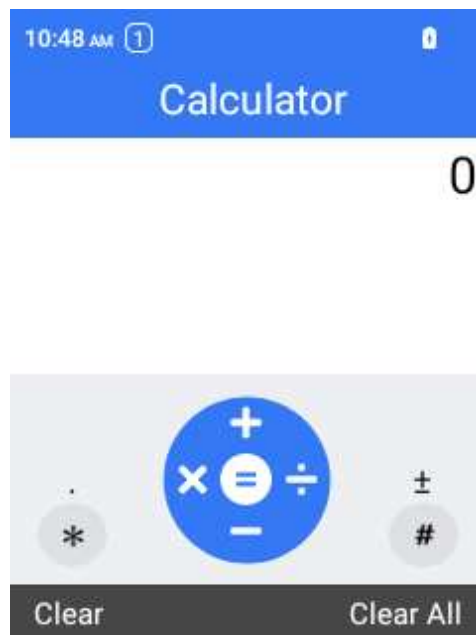 10:48 AM 1
Calculator
0
+
× = ÷
−
. ±
* #
Clear Clear All